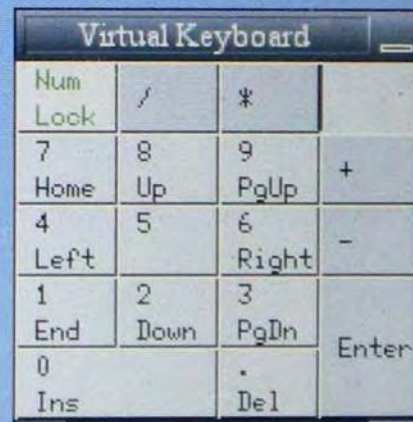 Virtual Keyboard
Num / *
Lock
7 8 9 +
Home Up PgUp
4 5 6 -
Left Right
1 2 3
End Down PgDn
Enter
0 .
Ins Del